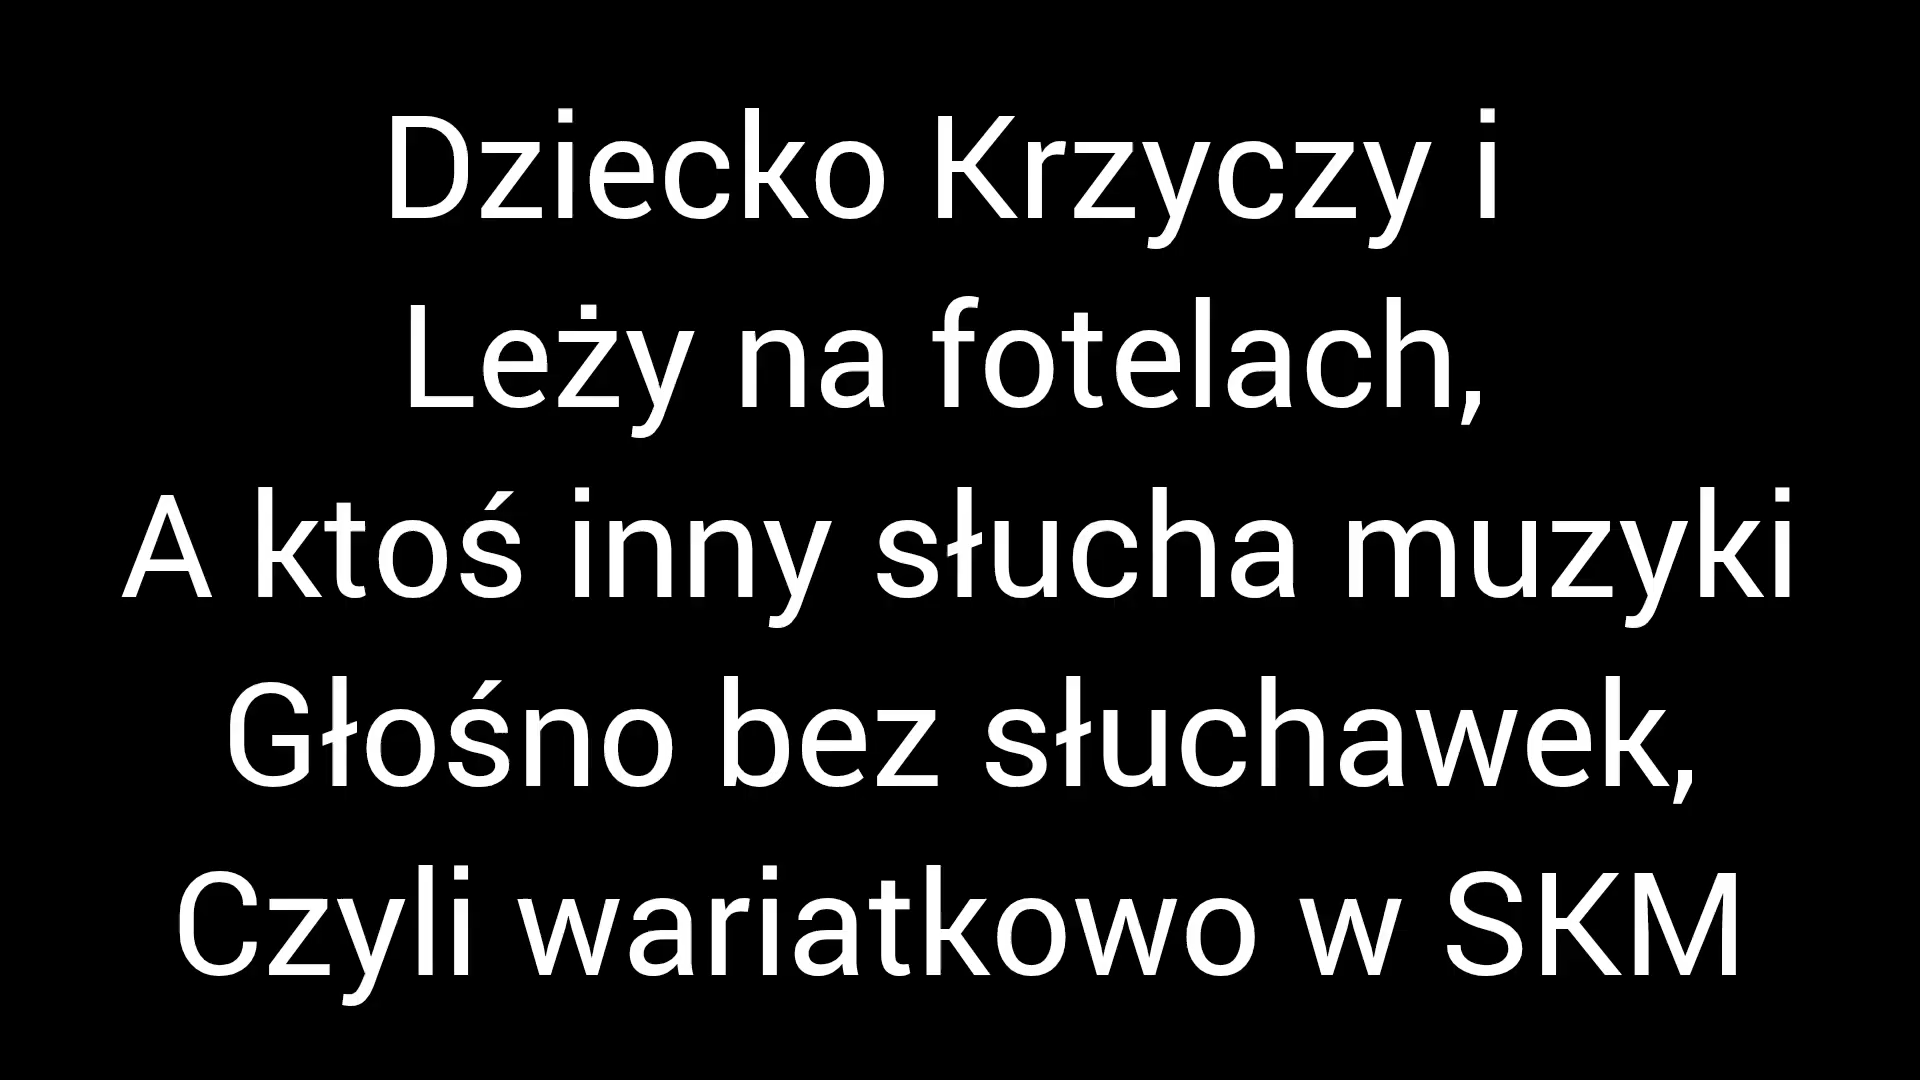 Dziecko Krzyczy i
Leży na fotelach,
A ktoś inny słucha muzyki
Głośno bez słuchawek,
Czyli wariatkowo w SKM